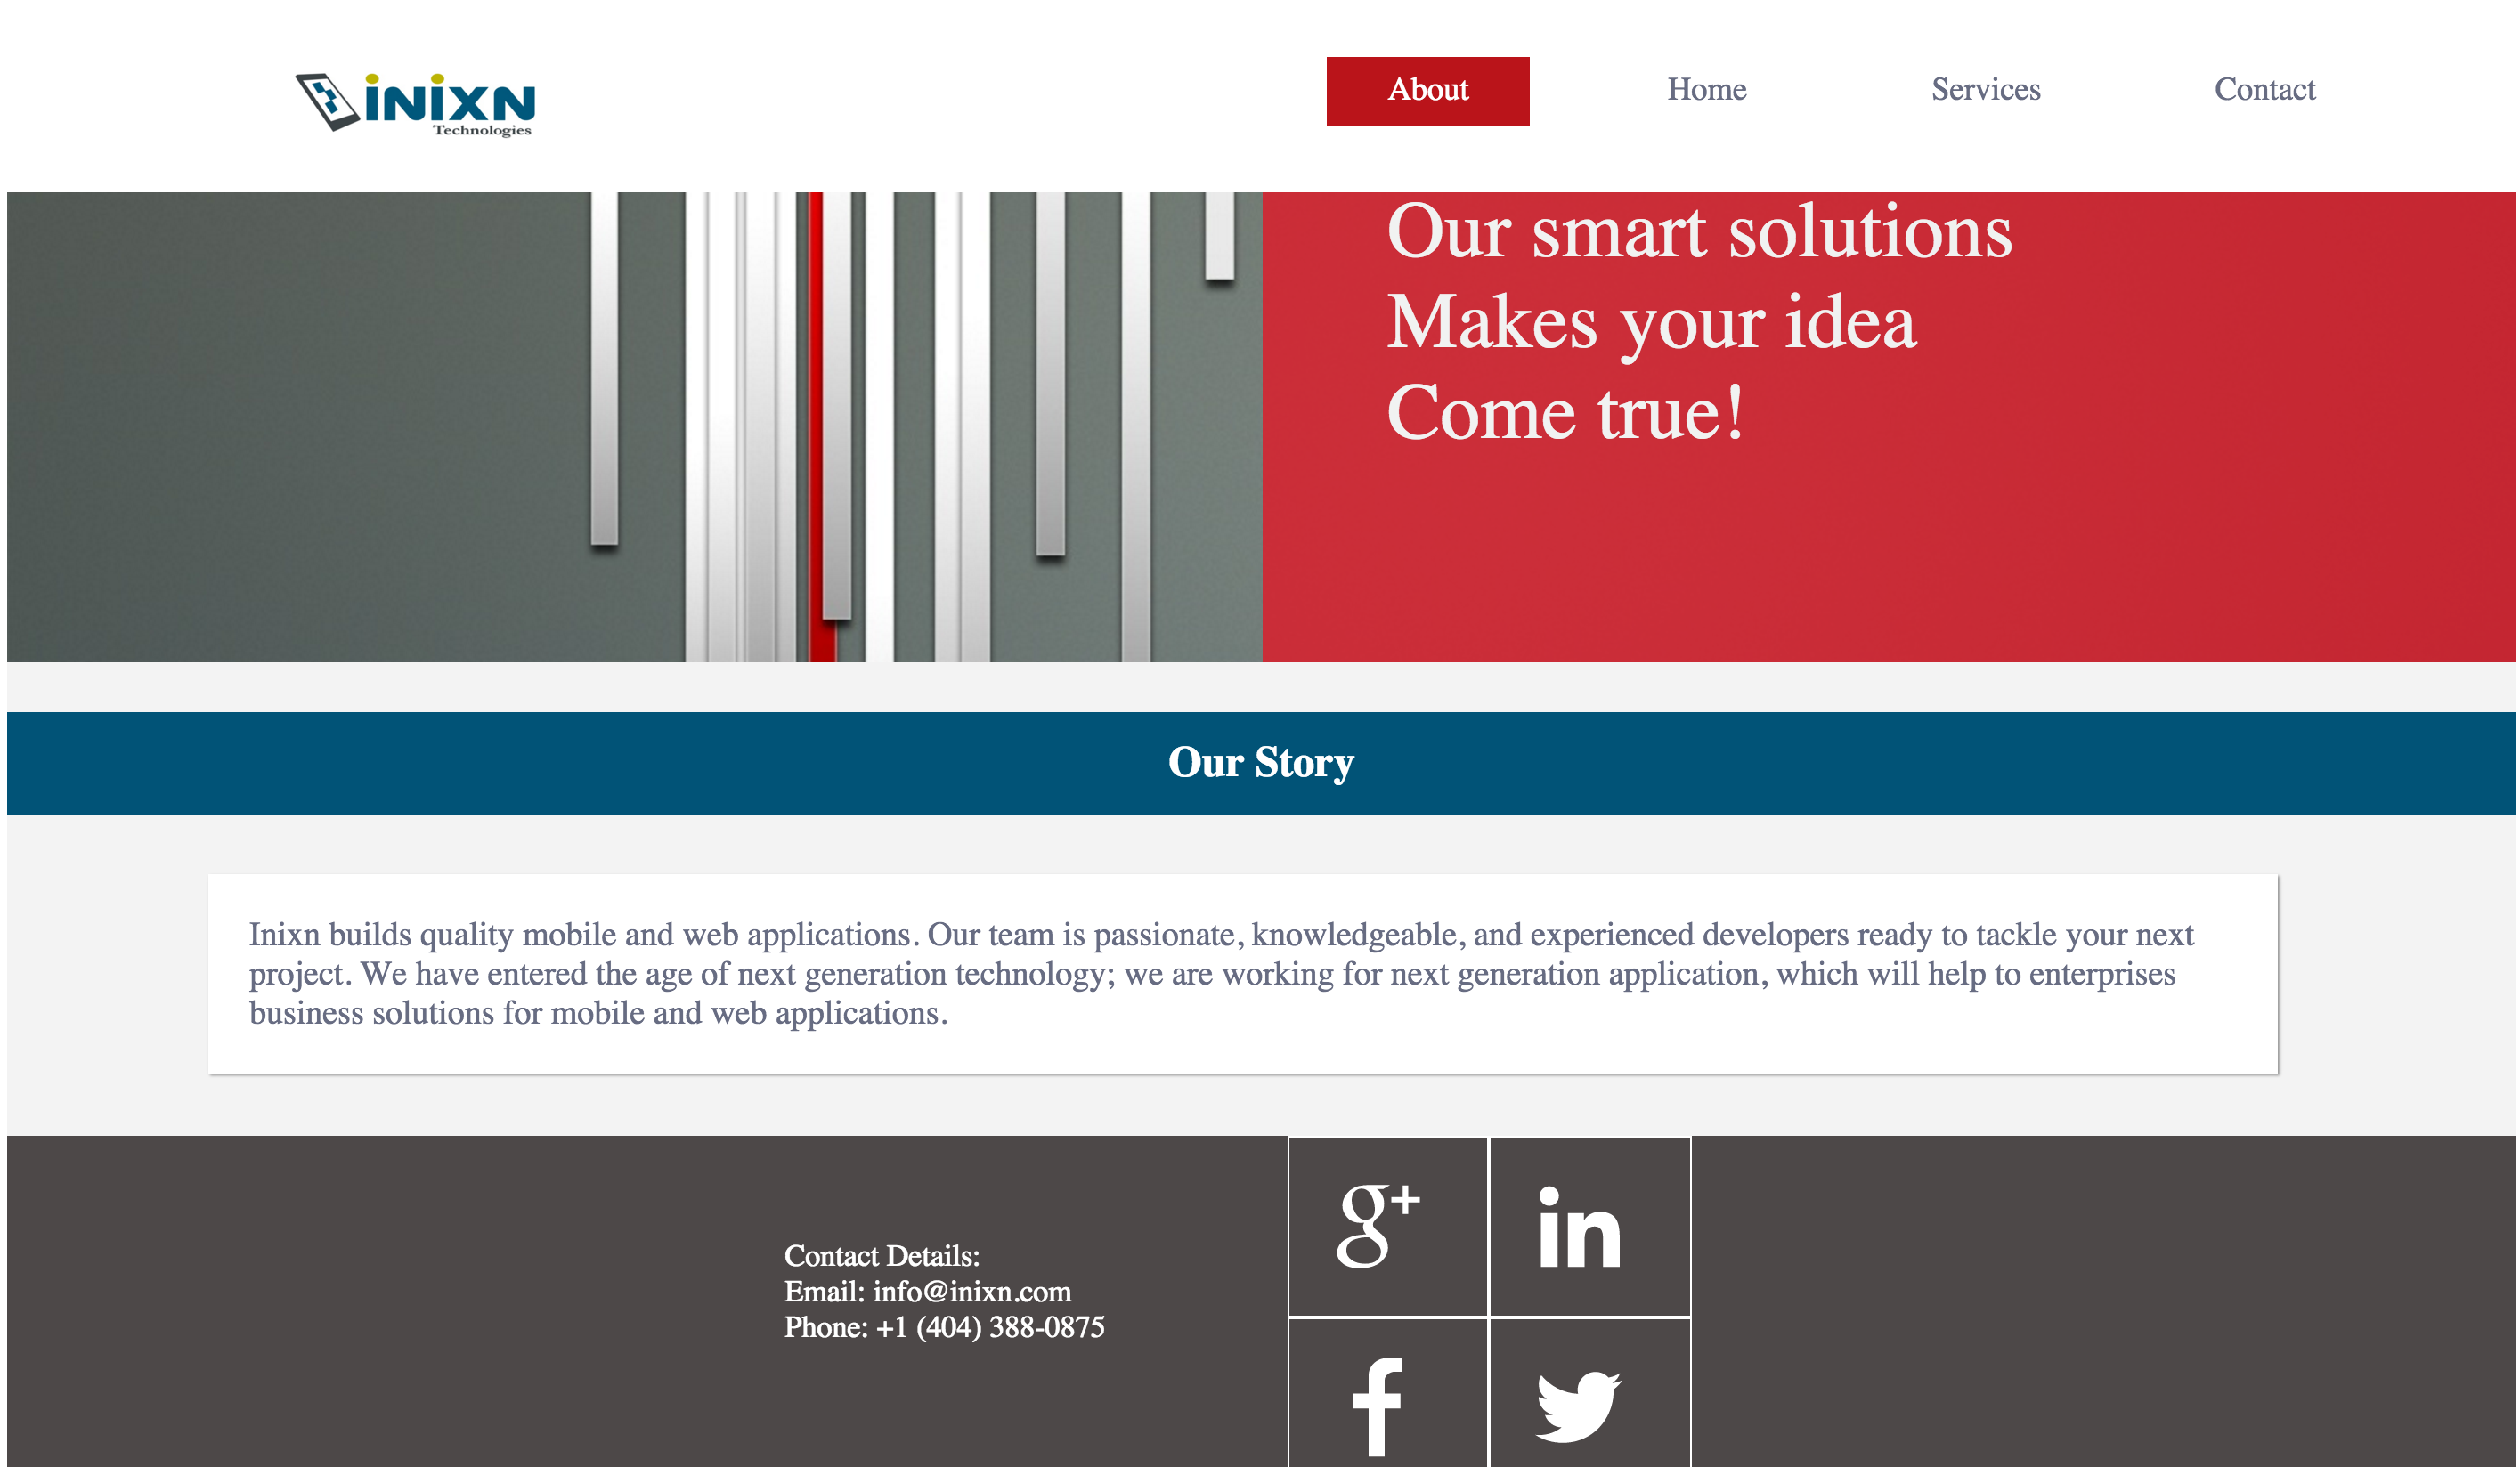 iNiXN
Technologies
About
Home
Services
Contact
Our smart solutions
Makes your idea
Come true!
Our Story
Inixn builds quality mobile and web applications. Our team is passionate, knowledgeable, and experienced developers ready to tackle your next
project. We have entered the age of next generation technology; we are working for next generation application, which will help to enterprises
business solutions for mobile and web applications.
Contact Details:
Email: info@inixn.com
Phone: +1 (404) 388-0875
g+
in
f